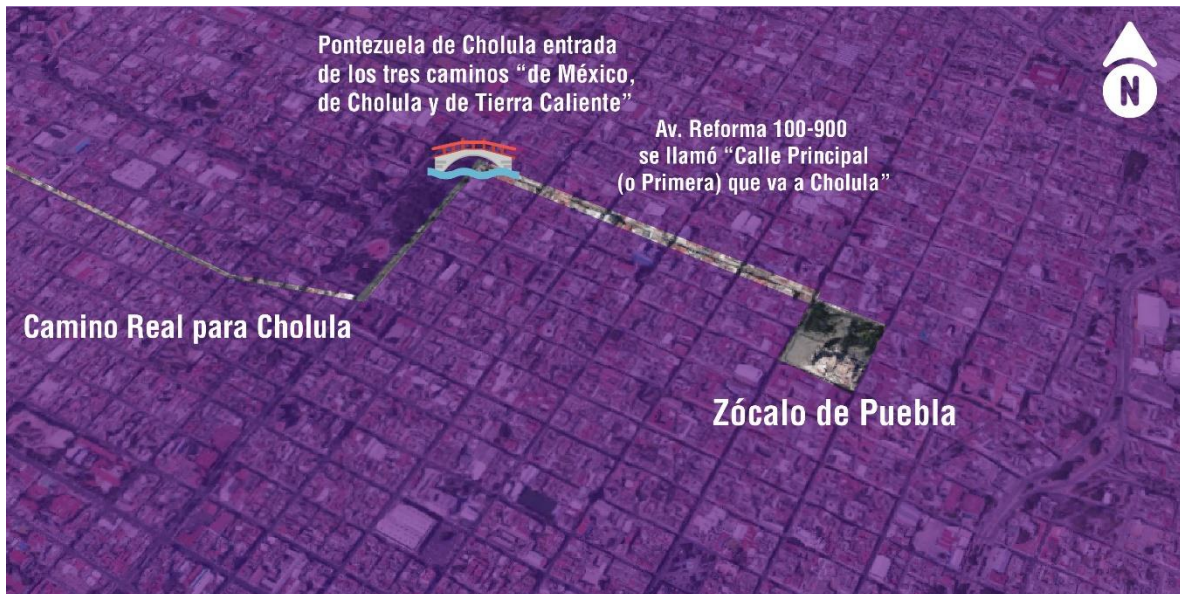 Pontezuela de Cholula entrada
de los tres caminos “de México,
de Cholula y de Tierra Caliente”
N
Av. Reforma 100-900
se llamó “Calle Principal
(o Primera) que va a Cholula”
Camino Real para Cholula
Zócalo de Puebla